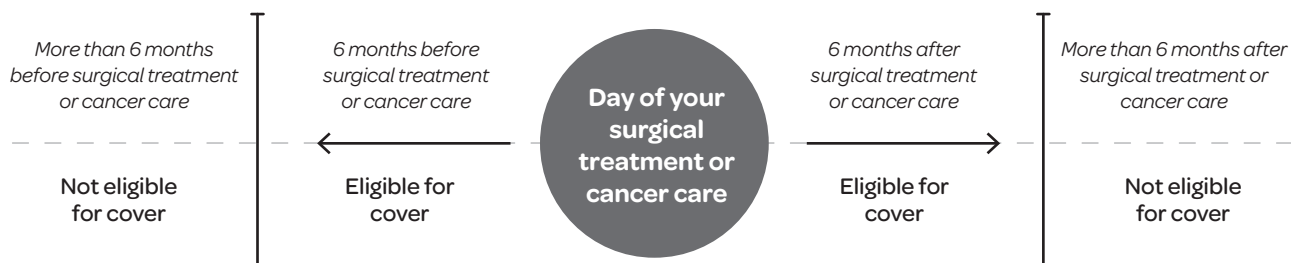 More than 6 months
before surgical treatment
or cancer care
6 months before
surgical treatment
or cancer care
Day of your
surgical
treatment or
cancer care
6 months after
surgical treatment
or cancer care
More than 6 months after
surgical treatment or
cancer care
Not eligible
for cover
Eligible for
cover
Eligible for
cover
Not eligible
for cover